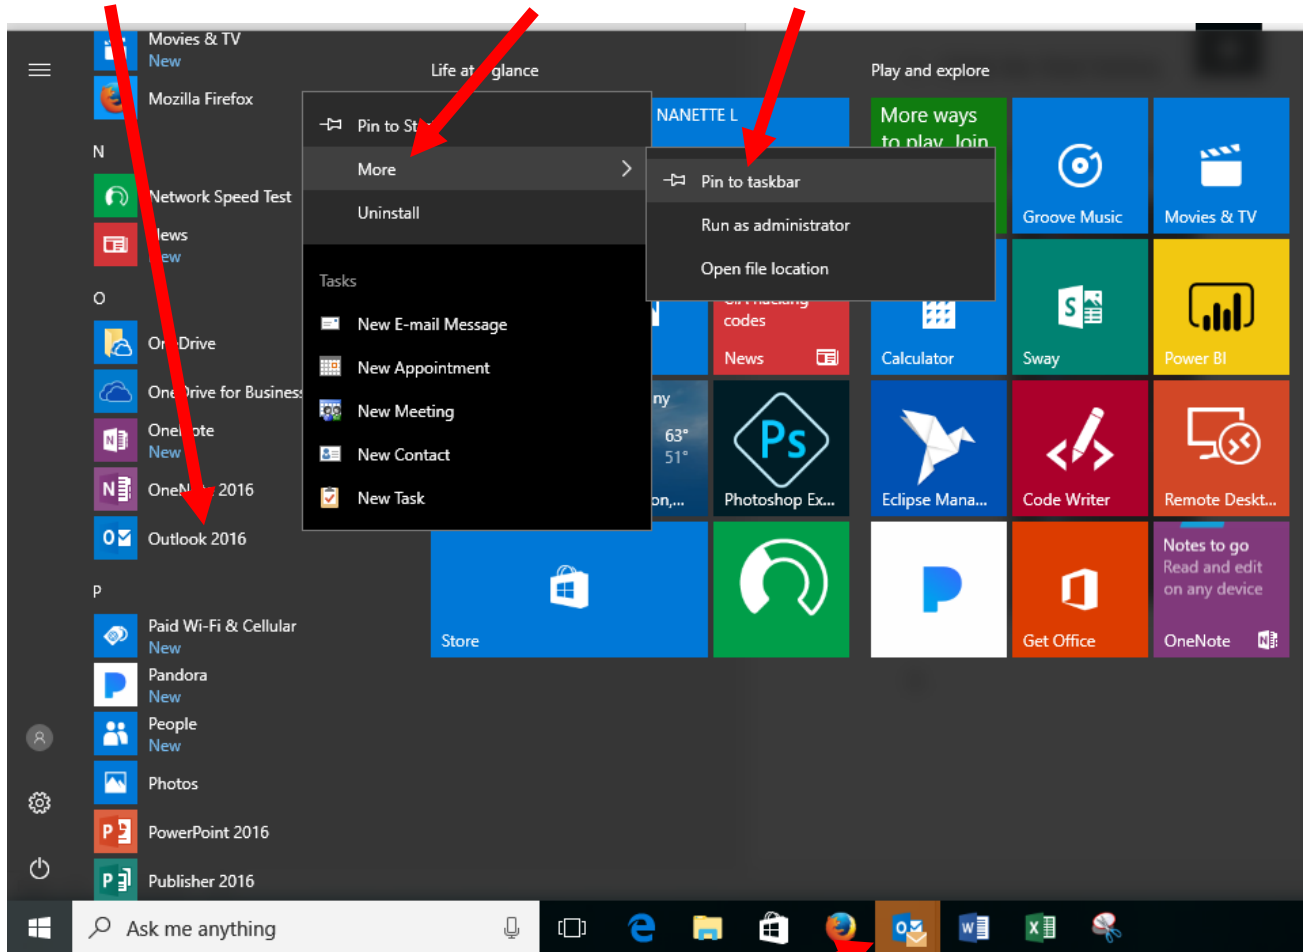 Movies & TV
New
Mozilla Firefox
N
Network Speed Test
News
New
O
OneDrive
OneDrive for Business
OneNote
New
OneNote 2016
Outlook 2016
P
Paid Wi-Fi & Cellular
New
Pandora
New
People
New
Photos
PowerPoint 2016
Publisher 2016
Pin to
More
Uninstall
Tasks
New E-mail Message
New Appointment
New Meeting
New Contact
New Task
Pin to taskbar
Run as administrator
Open file location
Life at glance
NANETTE L
hacking
codes
News
ny
63°
51°
on,...
Ps
Photoshop Ex...
Store
Play and explore
More ways
to play. Join
Groove Music
Movies & TV
Calculator
Sway
Power BI
Eclipse Mana...
Code Writer
Remote Deskt...
Get Office
Notes to go
Read and edit
on any device
OneNote
Ask me anything